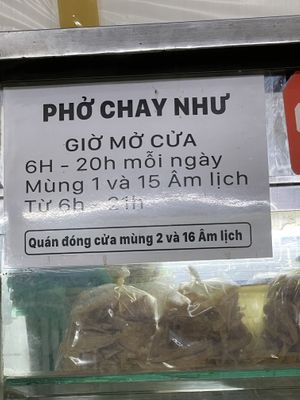 PHỞ CHAY NHƯ
GIỜ MỞ CỬA
6H - 20h mỗi ngày
Mùng 1 và 15 Âm lịch
Từ 6h - 21h
Quán đóng cửa mùng 2 và 16 Âm lịch